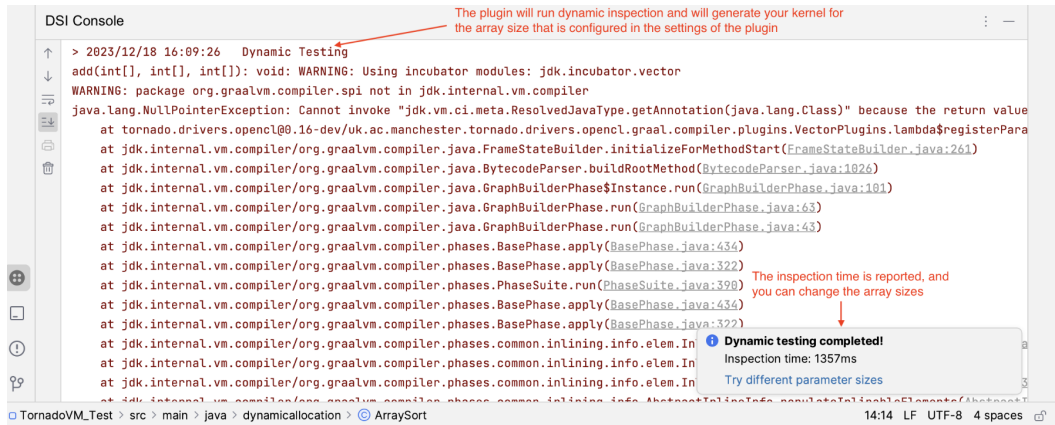 DSI Console
The plugin will run dynamic inspection and will generate your kernel for
the array size that is configured in the settings of the plugin
> 2023/12/18 16:09:26 Dynamic Testing
add(int[], int[], int[]): void: WARNING: Using incubator modules: jdk.incubator.vector
WARNING: package org.graalvm.compiler.spi not in jdk.internal.vm.compiler
java.lang.NullPointerException: Cannot invoke "jdk.vm.ci.meta.ResolvedJavaType.getAnnotation(java.lang.Class)" because the return value
at tornado.drivers.opencl@0.16-dev/uk.ac.manchester.tornado.drivers.opencl.graal.compiler.plugins.VectorPlugins.lambda$registerPara
at jdk.internal.vm.compiler/org.graalvm.compiler.java.FrameStateBuilder.initializeForMethodStart(FrameStateBuilder.java:261)
at jdk.internal.vm.compiler/org.graalvm.compiler.java.BytecodeParser.buildRootMethod(BytecodeParser.java:1026)
at jdk.internal.vm.compiler/org.graalvm.compiler.java.GraphBuilderPhase$Instance.run(GraphBuilderPhase.java:101)
at jdk.internal.vm.compiler/org.graalvm.compiler.java.GraphBuilderPhase.run(GraphBuilderPhase.java:63)
at jdk.internal.vm.compiler/org.graalvm.compiler.java.GraphBuilderPhase.run(GraphBuilderPhase.java:43)
at jdk.internal.vm.compiler/org.graalvm.compiler.phases.BasePhase.apply(BasePhase.java:434)
at jdk.internal.vm.compiler/org.graalvm.compiler.phases.BasePhase.apply(BasePhase.java:322)
at jdk.internal.vm.compiler/org.graalvm.compiler.phases.PhaseSuite.run(PhaseSuite.java:390)
The inspection time is reported, and
you can change the array sizes
at jdk.internal.vm.compiler/org.graalvm.compiler.phases.BasePhase.apply(BasePhase.java:434)
at jdk.internal.vm.compiler/org.graalvm.compiler.phases.BasePhase.apply(BasePhase.java:322)
at jdk.internal.vm.compiler/org.graalvm.compiler.phases.common.inlining.info.elem.In
at jdk.internal.vm.compiler/org.graalvm.compiler.phases.common.inlining.info.elem.In
at jdk.internal.vm.compiler/org.graalvm.compiler.phases.common.inlining.info.elem.In
Dynamic testing completed!
Inspection time: 1357ms
Try different parameter sizes
TornadoVM_Test > src > main > java > dynamicallocation > ArraySort
14:14 LF UTF-8 4 spaces